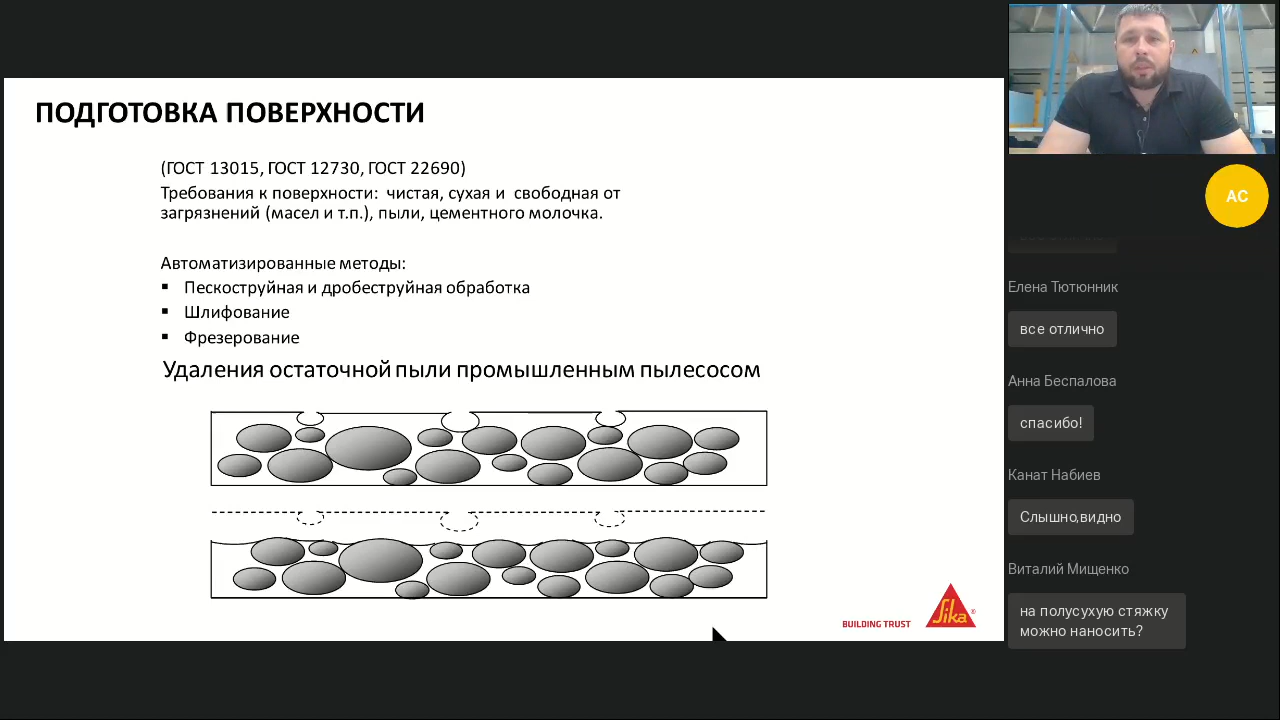 ПОДГОТОВКА ПОВЕРХНОСТИ
(ГОСТ 13015, ГОСТ 12730, ГОСТ 22690)
Требования к поверхности: чистая, сухая и свободная от
загрязнений (масел и т.п.), пыли, цементного молочка.
Автоматизированные методы:
Пескоструйная и дробеструйная обработка
Шлифование
Фрезерование
Удаления остаточной пыли промышленным пылесосом
BUILDING TRUST
Sika®
АС
Елена Тютюнник
все отлично
Анна Беспалова
спасибо!
Канат Набиев
Слышно,видно
Виталий Мищенко
на полусухую стяжку
можно наносить?